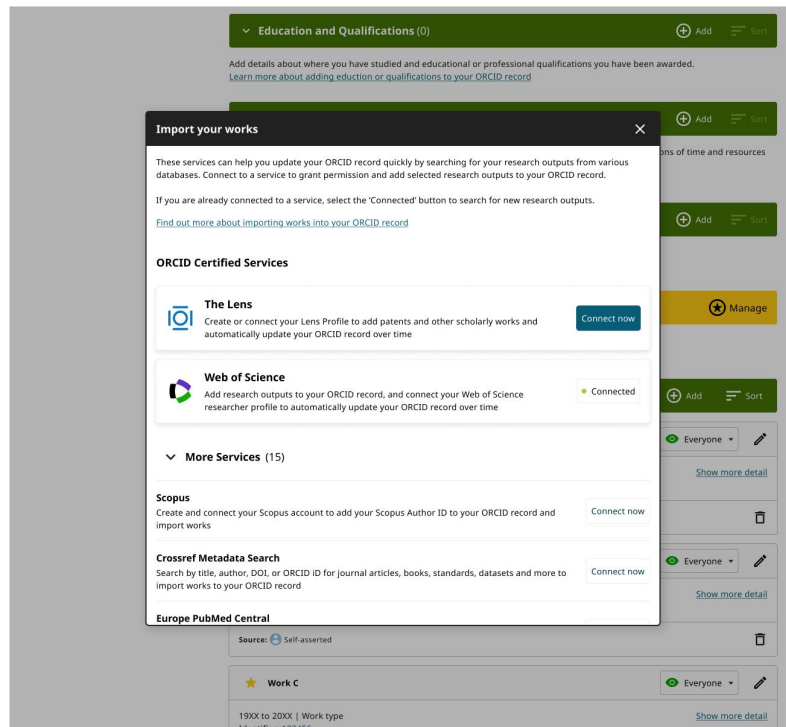 Education and Qualifications (0)
Add
Sort
Add details about where you have studied and educational or professional qualifications you have been awarded.
Learn more about adding eduction or qualifications to your ORCID record
Add
Sort
ons of time and resources
Add
Sort
Manage
Add
Sort
Import your works
These services can help you update your ORCID record quickly by searching for your research outputs from various
databases. Connect to a service to grant permission and add selected research outputs to your ORCID record.
If you are already connected to a service, select the ‘Connected’ button to search for new research outputs.
Find out more about importing works into your ORCID record
ORCID Certified Services
The Lens
Create or connect your Lens Profile to add patents and other scholarly works and
automatically update your ORCID record over time
Connect now
Web of Science
Add research outputs to your ORCID record, and connect your Web of Science
researcher profile to automatically update your ORCID record over time
Connected
More Services (15)
Scopus
Create and connect your Scopus account to add your Scopus Author ID to your ORCID record and
import works
Connect now
Crossref Metadata Search
Search by title, author, DOI, or ORCID iD for journal articles, books, standards, datasets and more to
import works to your ORCID record
Connect now
Europe PubMed Central
Everyone
Show more detail
Everyone
Show more detail
Source: Self-asserted
Work C
Everyone
19XX to 20XX | Work type
Show more detail